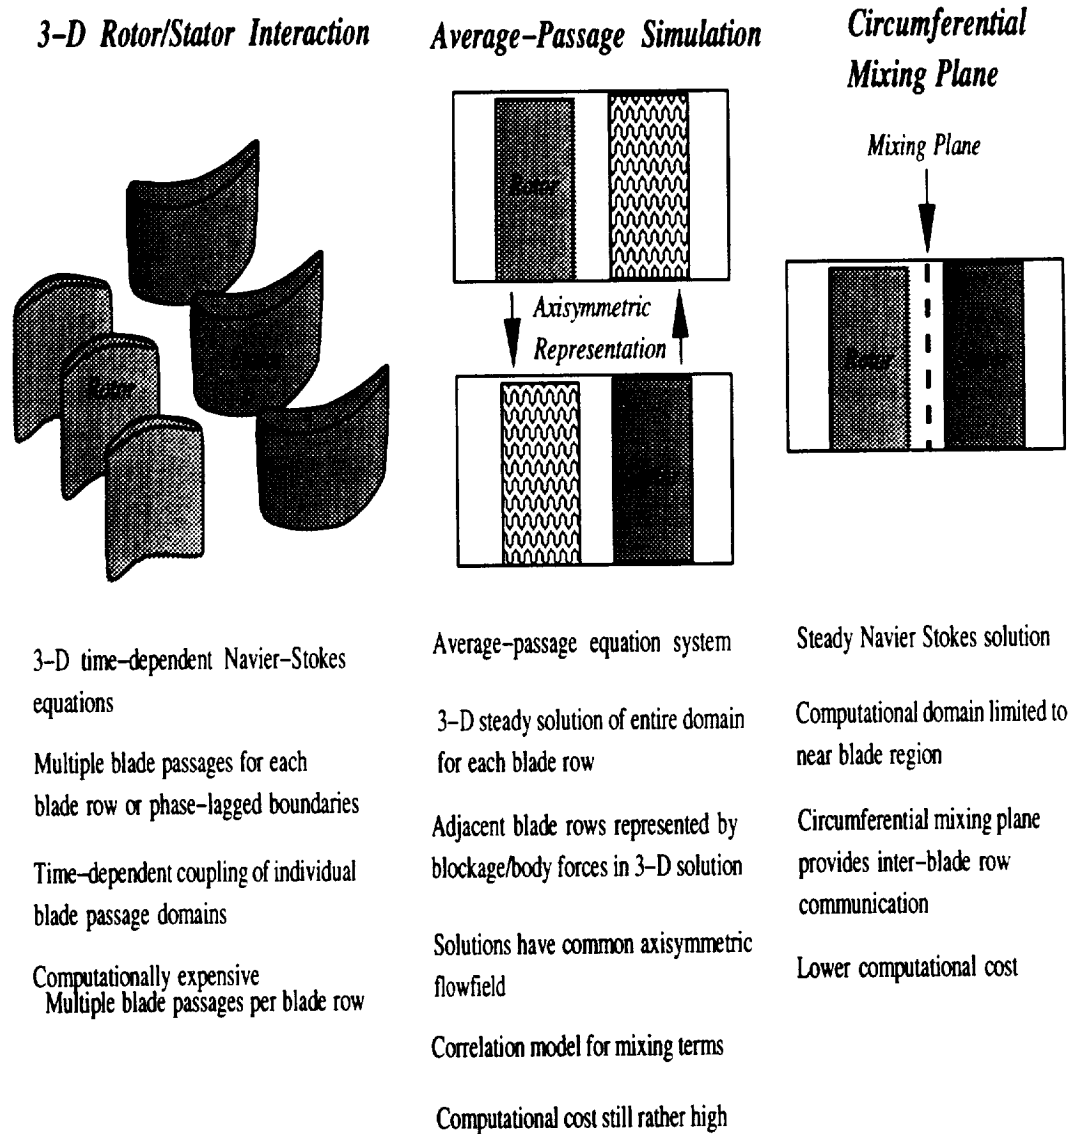 3-D Rotor/Stator Interaction
Average-Passage Simulation
Circumferential
Mixing Plane
Mixing Plane
Rotor
Axisymmetric
Representation
Rotor
Rotor
3-D time-dependent Navier-Stokes
equations
Multiple blade passages for each
blade row or phase-lagged boundaries
Time-dependent coupling of individual
blade passage domains
Computationally expensive
Multiple blade passages per blade row
Average-passage equation system
3-D steady solution of entire domain
for each blade row
Adjacent blade rows represented by
blockage/body forces in 3-D solution
Solutions have common axisymmetric
flowfield
Correlation model for mixing terms
Computational cost still rather high
Steady Navier Stokes solution
Computational domain limited to
near blade region
Circumferential mixing plane
provides inter-blade row
communication
Lower computational cost